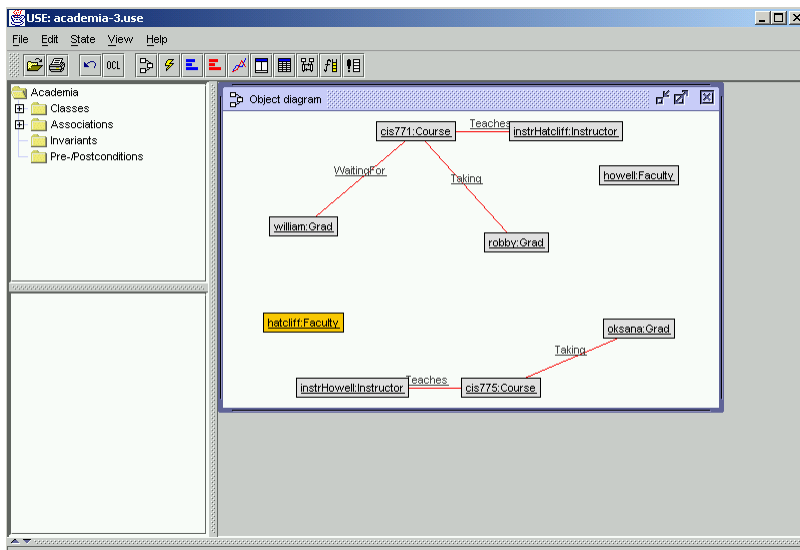 USE: academia-3.use
File Edit State View Help
OCL
Academia
Classes
Associations
Invariants
Pre-/Postconditions
Object diagram
cis771:Course
Teaches
instrHatcliff:Instructor
WaitingFor
Taking
howell:Faculty
william:Grad
robby:Grad
hatcliff:Faculty
oksana:Grad
Taking
instrHowell:Instructor
Teaches
cis775:Course